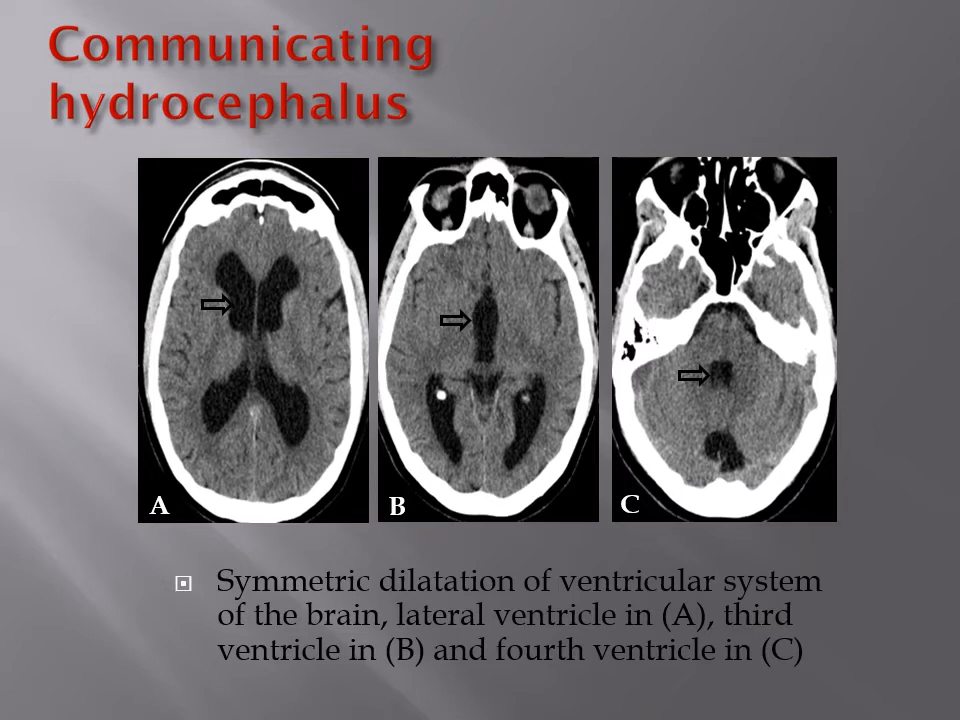 Communicating
hydrocephalus
A
B
C
Symmetric dilatation of ventricular system
of the brain, lateral ventricle in (A), third
ventricle in (B) and fourth ventricle in (C)